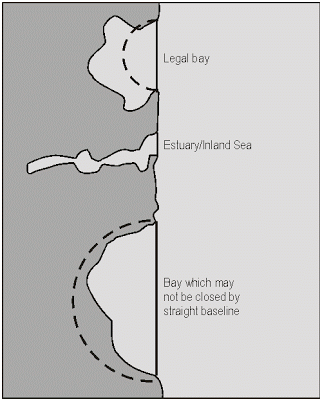 Legal bay
Estuary/Inland Sea
Bay which may
not be closed by
straight baseline